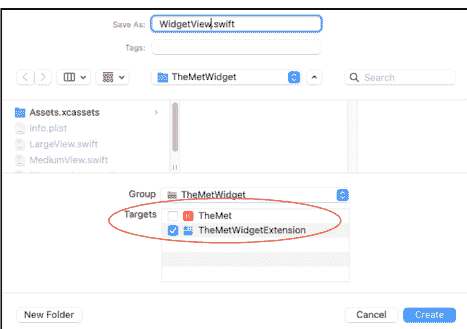 Save As: WidgetView.swift
Tags:
TheMetWidget
Search
Assets.xcassets
Info.plist
LargeView.swift
MediumView.swift
Group TheMetWidget
Targets TheMet
TheMetWidgetExtension
New Folder Cancel Create